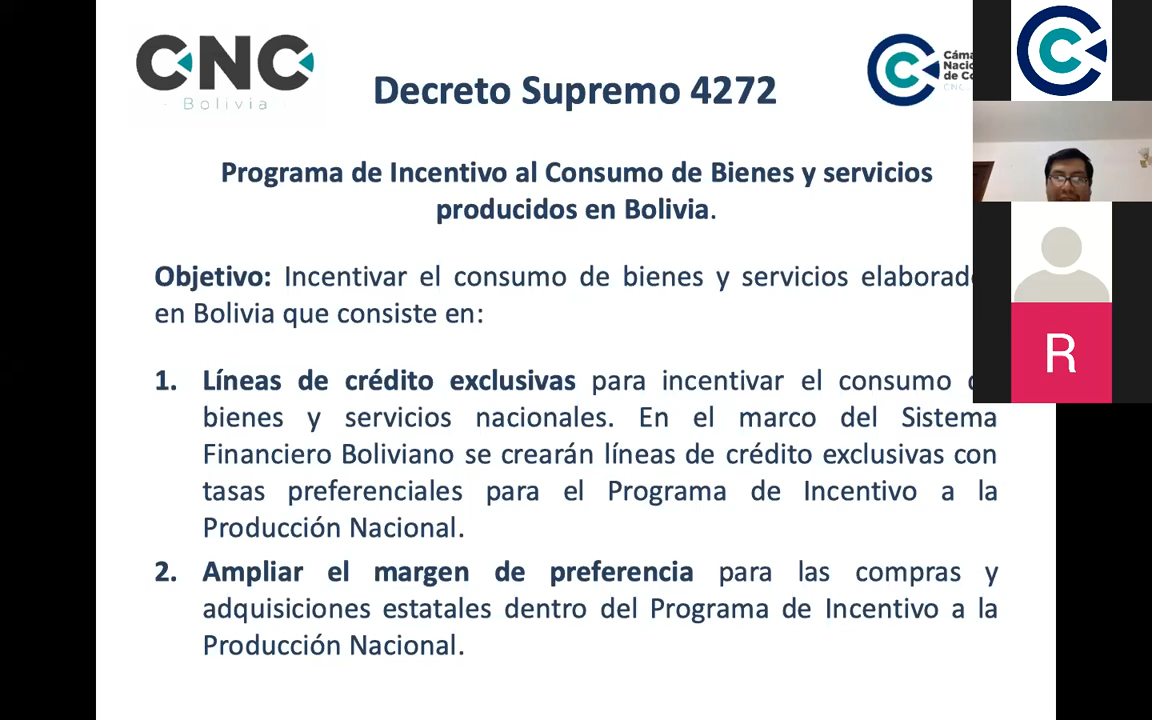 CNC
Bolivia
Decreto Supremo 4272
Programa de Incentivo al Consumo de Bienes y servicios
producidos en Bolivia.
Objetivo: Incentivar el consumo de bienes y servicios
en Bolivia que consiste en:
1. Líneas de crédito exclusivas para incentivar el consumo
bienes y servicios nacionales. En el marco del Sistema
Financiero Boliviano se crearán líneas de crédito exclusivas con
tasas preferenciales para el Programa de Incentivo a la
Producción Nacional.
2. Ampliar el margen de preferencia para las compras y
adquisiciones estatales dentro del Programa de Incentivo a la
Producción Nacional.
R